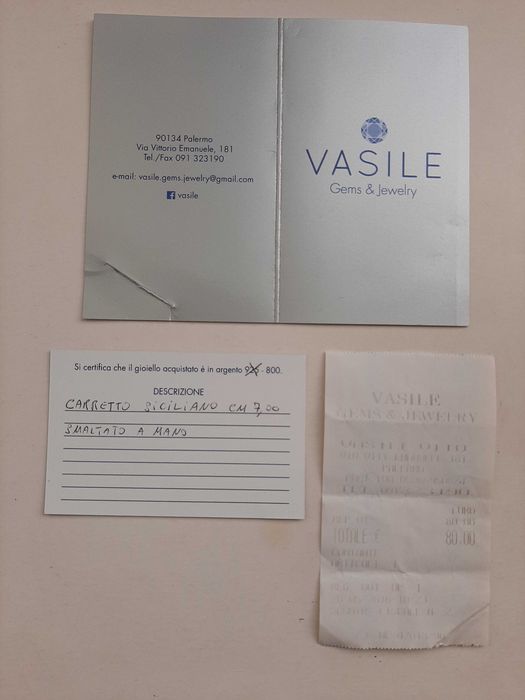 90134 Palermo
Via Vittorio Emanuele, 181
Tel./Fax 091 323190
e-mail: vasile.gems.jewelry@gmail.com
vasile
VASILE
Gems & Jewelry
Si certifica che il gioiello acquistato è in argento 925 - 800.
DESCRIZIONE
CARRETTO SICILIANO CM 7,00
SMALTATO A MANO
VASILE
GEMS & JEWELRY
PALERMO
EURO
80.00
TOTALE € 80.00
CONTANTI